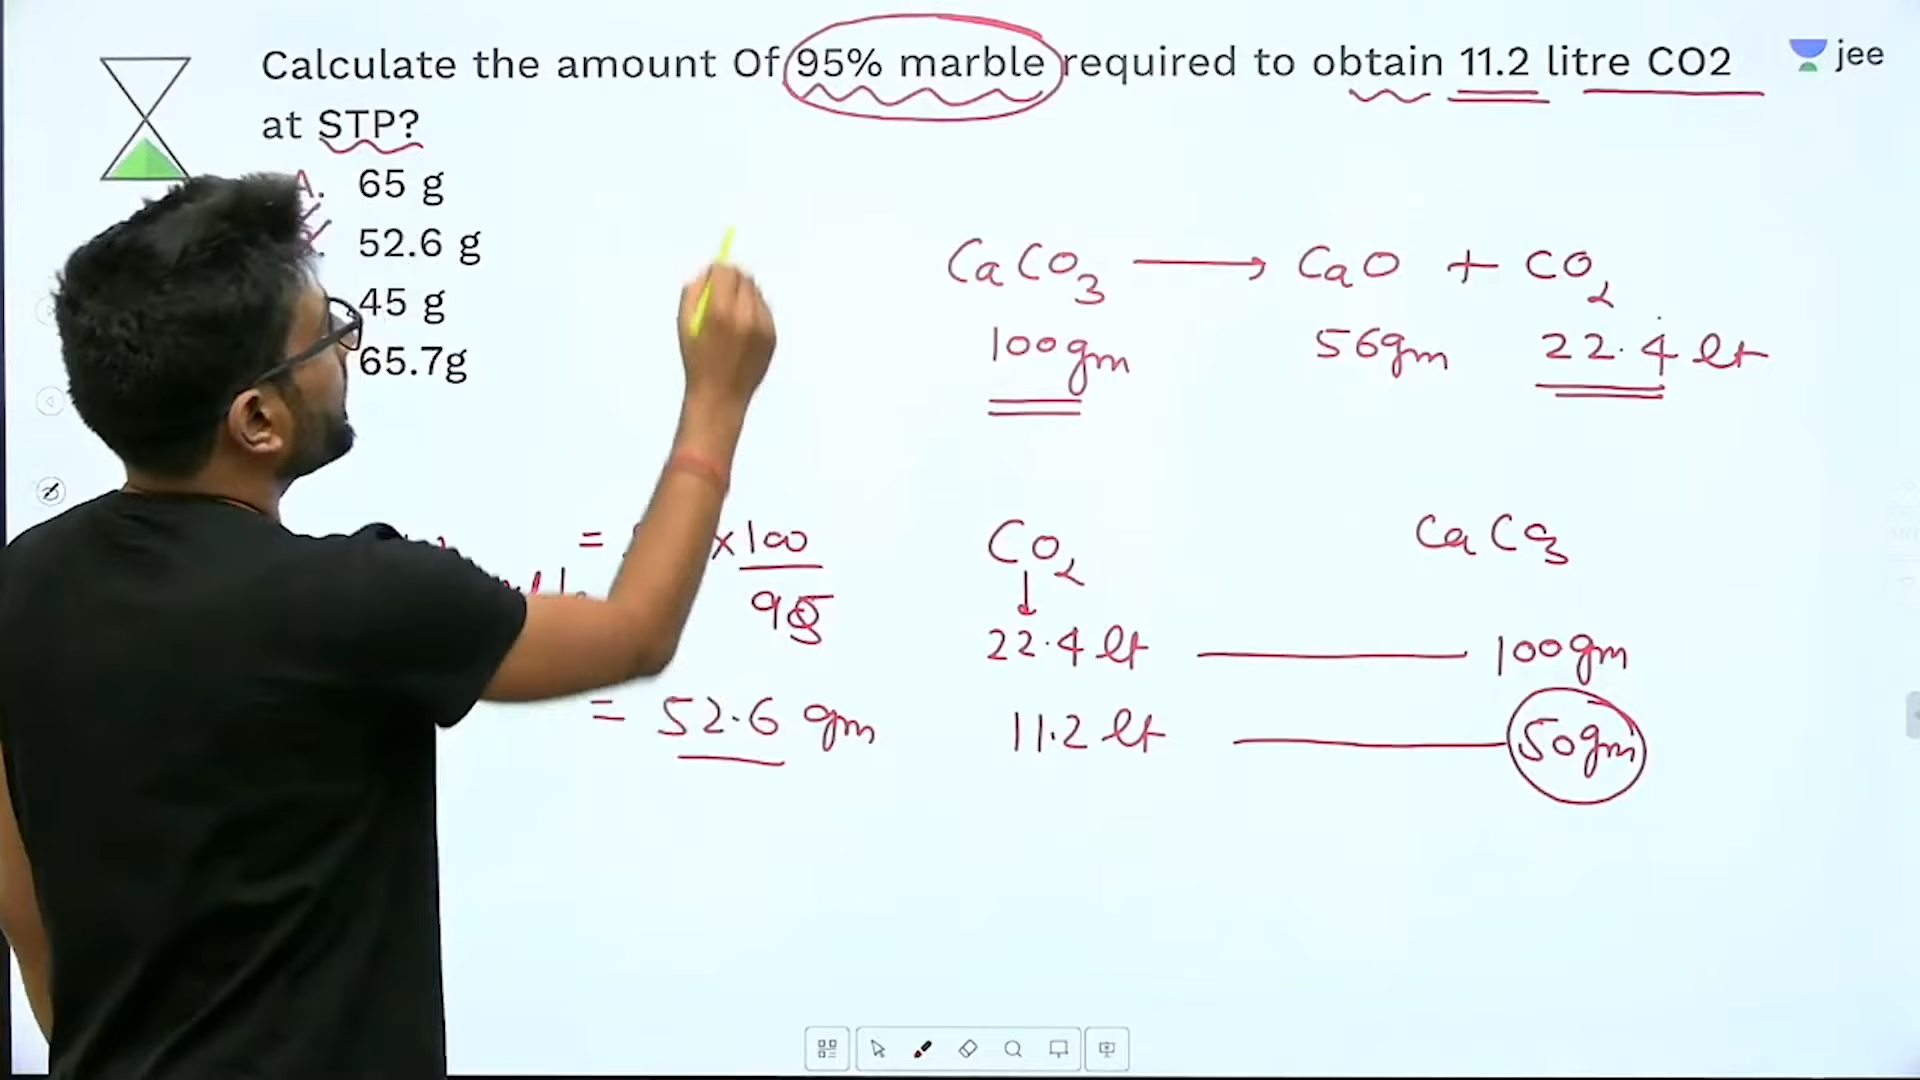 Calculate the amount Of 95% marble required to obtain 11.2 litre CO2
at STP?
jee
A. 65 g
52.6 g
45 g
65.7g
CaCO3 → CaO + CO2
100gm 56gm 22.4 lt
= x 100
95
= 52.6 gm
CO2 CaCO3
22.4 lt — 100gm
11.2 lt — 50gm